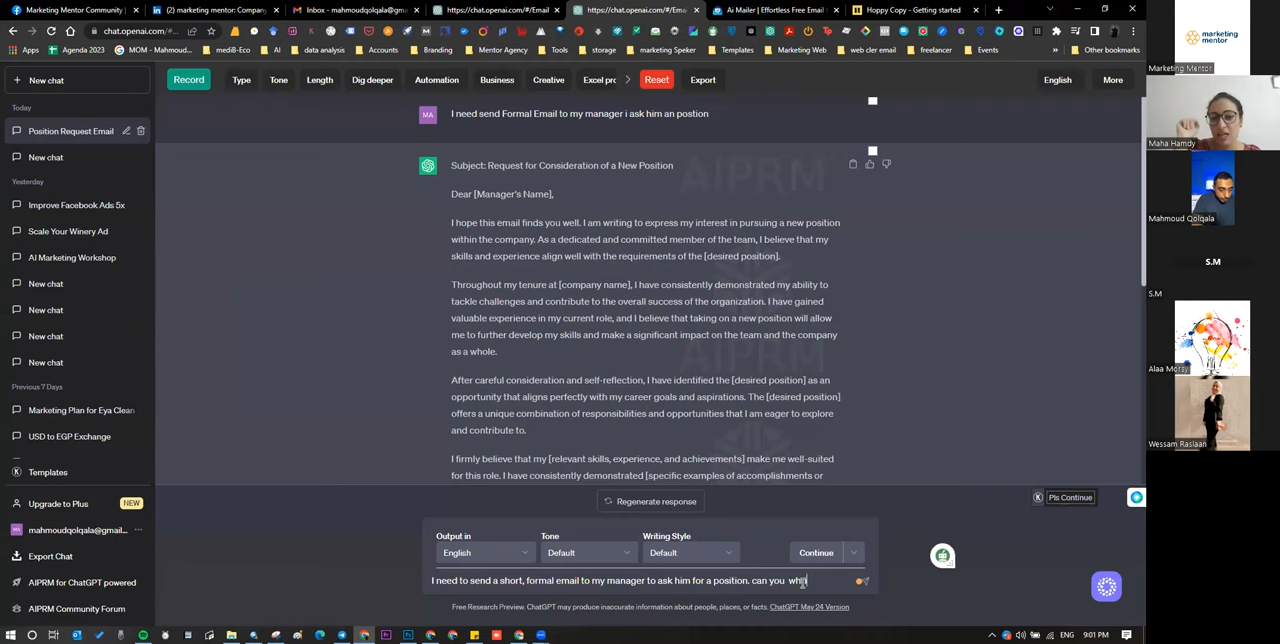 Marketing Mentor Community |
(2) marketing mentor: Company
Inbox - mahmoudqolqala@gmai
https://chat.openai.com/#/Email
https://chat.openai.com/#/Ema
Ai Mailer | Effortless Free Email
Hoppy Copy - Getting started
chat.openai.com/#...
Apps
Agenda 2023
MOM - Mahmoud...
mediB-Eco
AI
data analysis
Accounts
Branding
Mentor Agency
Tools
storage
marketing Speker
Templates
Marketing Web
web cler email
freelancer
Events
Other bookmarks
New chat
Record
Type
Tone
Length
Dig deeper
Automation
Business
Creative
Excel pro
Reset
Export
English
More
Today
Position Request Email
New chat
Yesterday
Improve Facebook Ads 5x
Scale Your Winery Ad
AI Marketing Workshop
New chat
New chat
New chat
New chat
Previous 7 Days
Marketing Plan for Eya Clean
USD to EGP Exchange
Templates
Upgrade to Plus
NEW
MA
mahmoudqolqala@gmail...
Export Chat
AIPRM for ChatGPT powered
AIPRM Community Forum
MA
I need send Formal Email to my manager i ask him an postion
Subject: Request for Consideration of a New Position
Dear [Manager's Name],
I hope this email finds you well. I am writing to express my interest in pursuing a new position
within the company. As a dedicated and committed member of the team, I believe that my
skills and experience align well with the requirements of the [desired position].
Throughout my tenure at [company name], I have consistently demonstrated my ability to
tackle challenges and contribute to the overall success of the organization. I have gained
valuable experience in my current role, and I believe that taking on a new position will allow
me to further develop my skills and make a significant impact on the team and the company
as a whole.
After careful consideration and self-reflection, I have identified the [desired position] as an
opportunity that aligns perfectly with my career goals and aspirations. The [desired position]
offers a unique combination of responsibilities and opportunities that I am eager to explore
and contribute to.
I firmly believe that my [relevant skills, experience, and achievements] make me well-suited
for this role. I have consistently demonstrated [specific examples of accomplishments or
AIPRM
AIPRM
Regenerate response
K
Pls Continue
Output in
Tone
Writing Style
English
Default
Default
Continue
I need to send a short, formal email to my manager to ask him for a position. can you
Free Research Preview. ChatGPT may produce inaccurate information about people, places, or facts. ChatGPT May 24 Version
marketing
mentor
Marketing Mentor
Maha Hamdy
Mahmoud Qolqala
S.M
S.M
Alaa Morsy
Wessam Raslaan
ENG
9:01 PM